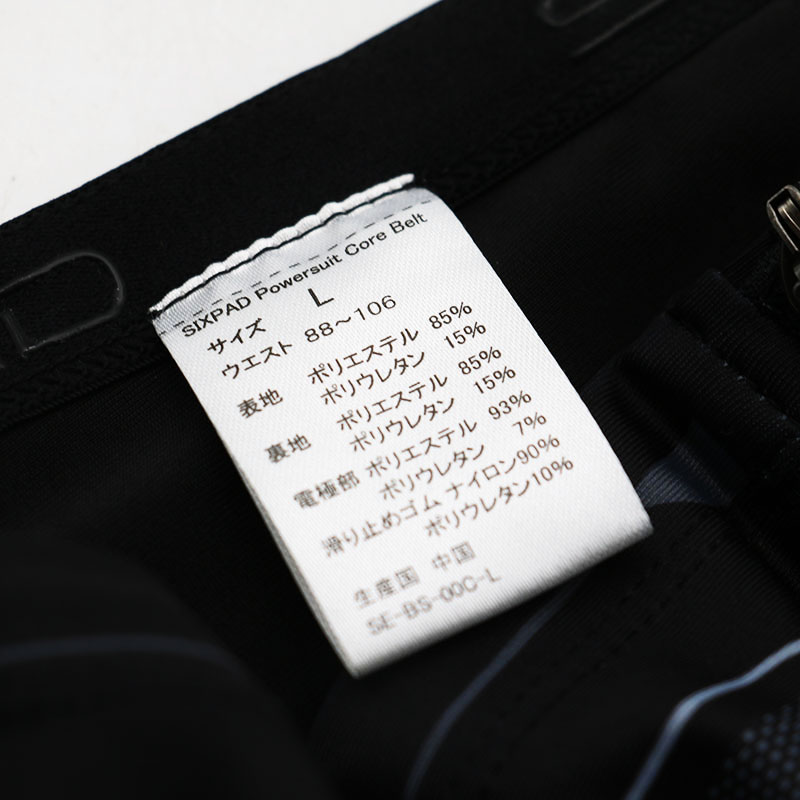 SIXPAD Powersuit Core Belt
サイズ L
ウエスト 88～106
表地 ポリエステル 85%
ポリウレタン 15%
裏地 ポリエステル 85%
ポリウレタン 15%
電極部 ポリエステル 93%
ポリウレタン 7%
滑り止めゴム ナイロン90%
ポリウレタン10%
生産国 中国
SE-BS-00C-L